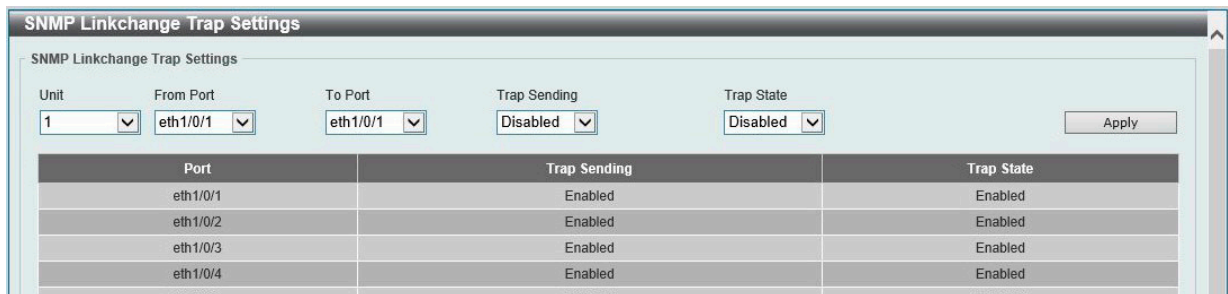 SNMP Linkchange Trap Settings
SNMP Linkchange Trap Settings
Unit From Port To Port Trap Sending Trap State
1 eth1/0/1 eth1/0/1 Disabled Disabled Apply
Port Trap Sending Trap State
eth1/0/1 Enabled Enabled
eth1/0/2 Enabled Enabled
eth1/0/3 Enabled Enabled
eth1/0/4 Enabled Enabled